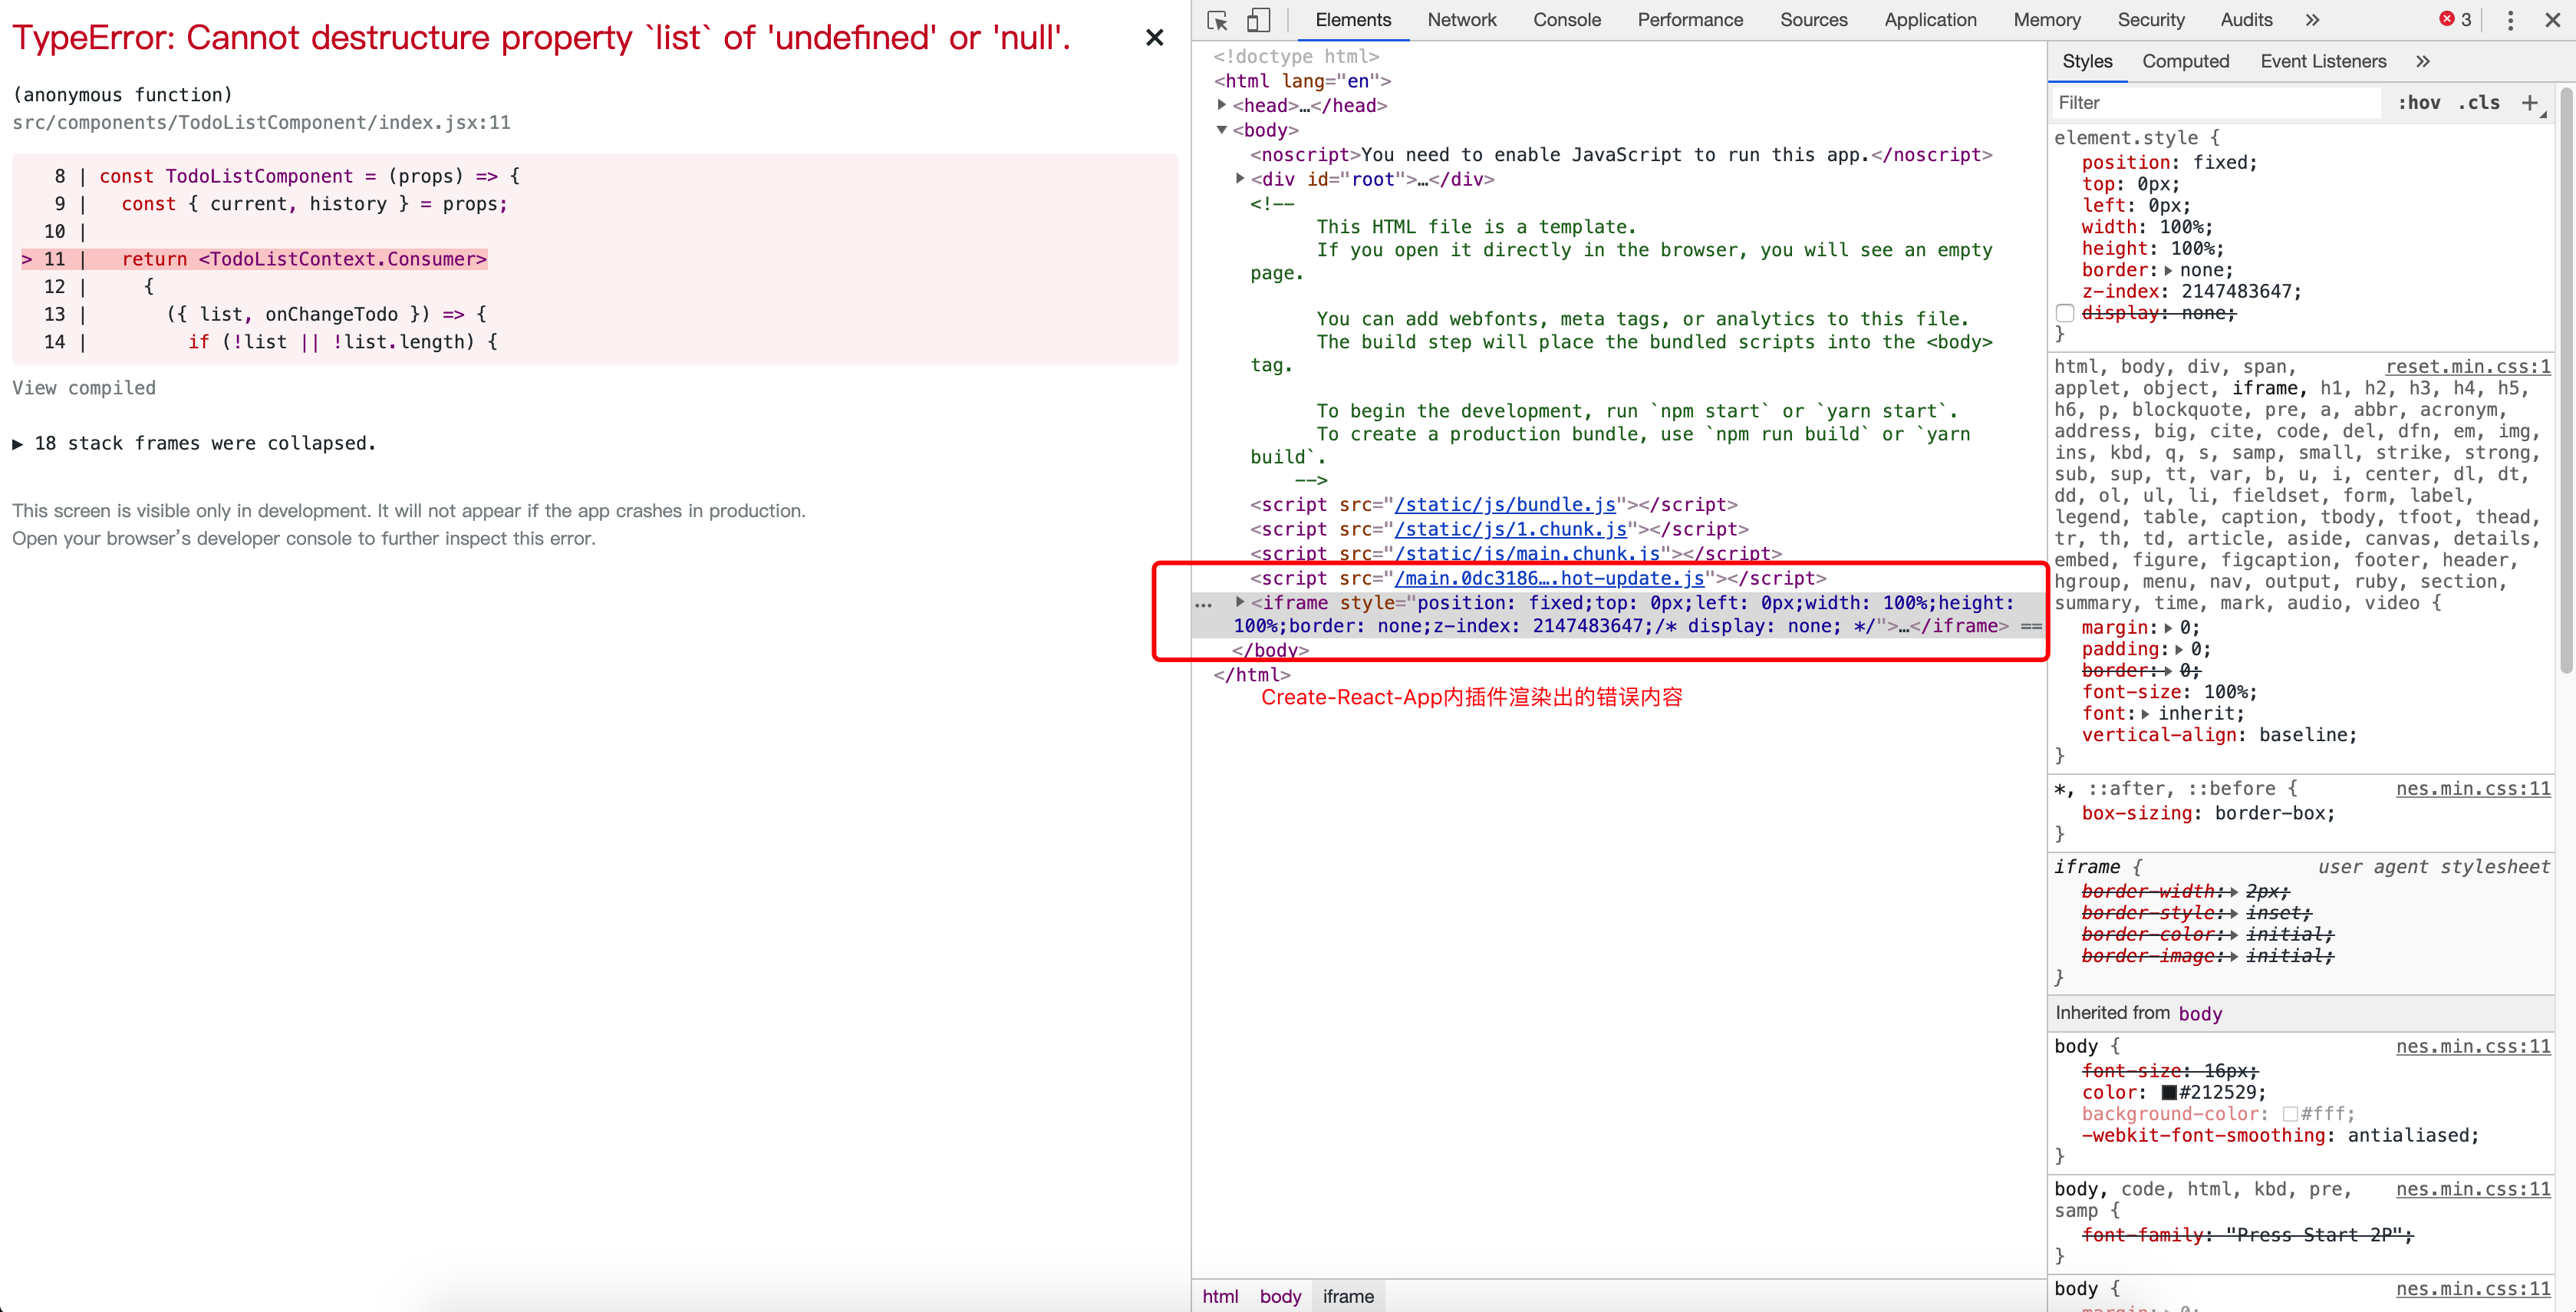 TypeError: Cannot destructure property `list` of 'undefined' or 'null'.
(anonymous function)
src/components/TodoListComponent/index.jsx:11
8 | const TodoListComponent = (props) => {
9 |   const { current, history } = props;
10 |
> 11 |   return <TodoListContext.Consumer>
12 |     {
13 |       ({ list, onChangeTodo }) => {
14 |         if (!list || !list.length) {
View compiled
▶ 18 stack frames were collapsed.
This screen is visible only in development. It will not appear if the app crashes in production.
Open your browser’s developer console to further inspect this error.
Elements Network Console Performance Sources Application Memory Security Audits » 3
<!doctype html>
<html lang="en">
▶<head>…</head>
▼<body>
<noscript>You need to enable JavaScript to run this app.</noscript>
▶<div id="root">…</div>
<!--
This HTML file is a template.
If you open it directly in the browser, you will see an empty
page.
You can add webfonts, meta tags, or analytics to this file.
The build step will place the bundled scripts into the <body>
tag.
To begin the development, run `npm start` or `yarn start`.
To create a production bundle, use `npm run build` or `yarn
build`.
-->
<script src="/static/js/bundle.js"></script>
<script src="/static/js/1.chunk.js"></script>
<script src="/static/js/main.chunk.js"></script>
<script src="/main.0dc3186….hot-update.js"></script>
… ▶<iframe style="position: fixed;top: 0px;left: 0px;width: 100%;height:
100%;border: none;z-index: 2147483647;/* display: none; */">…</iframe> ==
</body>
</html>
Create-React-App内插件渲染出的错误内容
html body iframe
Styles Computed Event Listeners »
Filter :hov .cls +
element.style {
position: fixed;
top: 0px;
left: 0px;
width: 100%;
height: 100%;
border:▶ none;
z-index: 2147483647;
display: none;
}
html, body, div, span, reset.min.css:1
applet, object, iframe, h1, h2, h3, h4, h5,
h6, p, blockquote, pre, a, abbr, acronym,
address, big, cite, code, del, dfn, em, img,
ins, kbd, q, s, samp, small, strike, strong,
sub, sup, tt, var, b, u, i, center, dl, dt,
dd, ol, ul, li, fieldset, form, label,
legend, table, caption, tbody, tfoot, thead,
tr, th, td, article, aside, canvas, details,
embed, figure, figcaption, footer, header,
hgroup, menu, nav, output, ruby, section,
summary, time, mark, audio, video {
margin:▶ 0;
padding:▶ 0;
border:▶ 0;
font-size: 100%;
font:▶ inherit;
vertical-align: baseline;
}
*, ::after, ::before { nes.min.css:11
box-sizing: border-box;
}
iframe { user agent stylesheet
border-width:▶ 2px;
border-style:▶ inset;
border-color:▶ initial;
border-image:▶ initial;
}
Inherited from body
body { nes.min.css:11
font-size: 16px;
color: #212529;
background-color: #fff;
-webkit-font-smoothing: antialiased;
}
body, code, html, kbd, pre, nes.min.css:11
samp {
font-family: "Press Start 2P";
}
body { nes.min.css:11
margin:▶ 0;